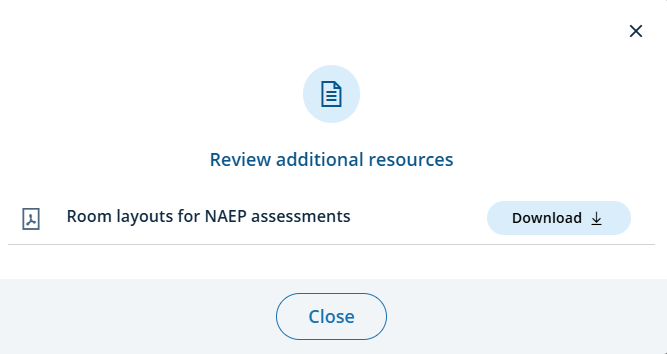 Review additional resources
Room layouts for NAEP assessments
Download
Close